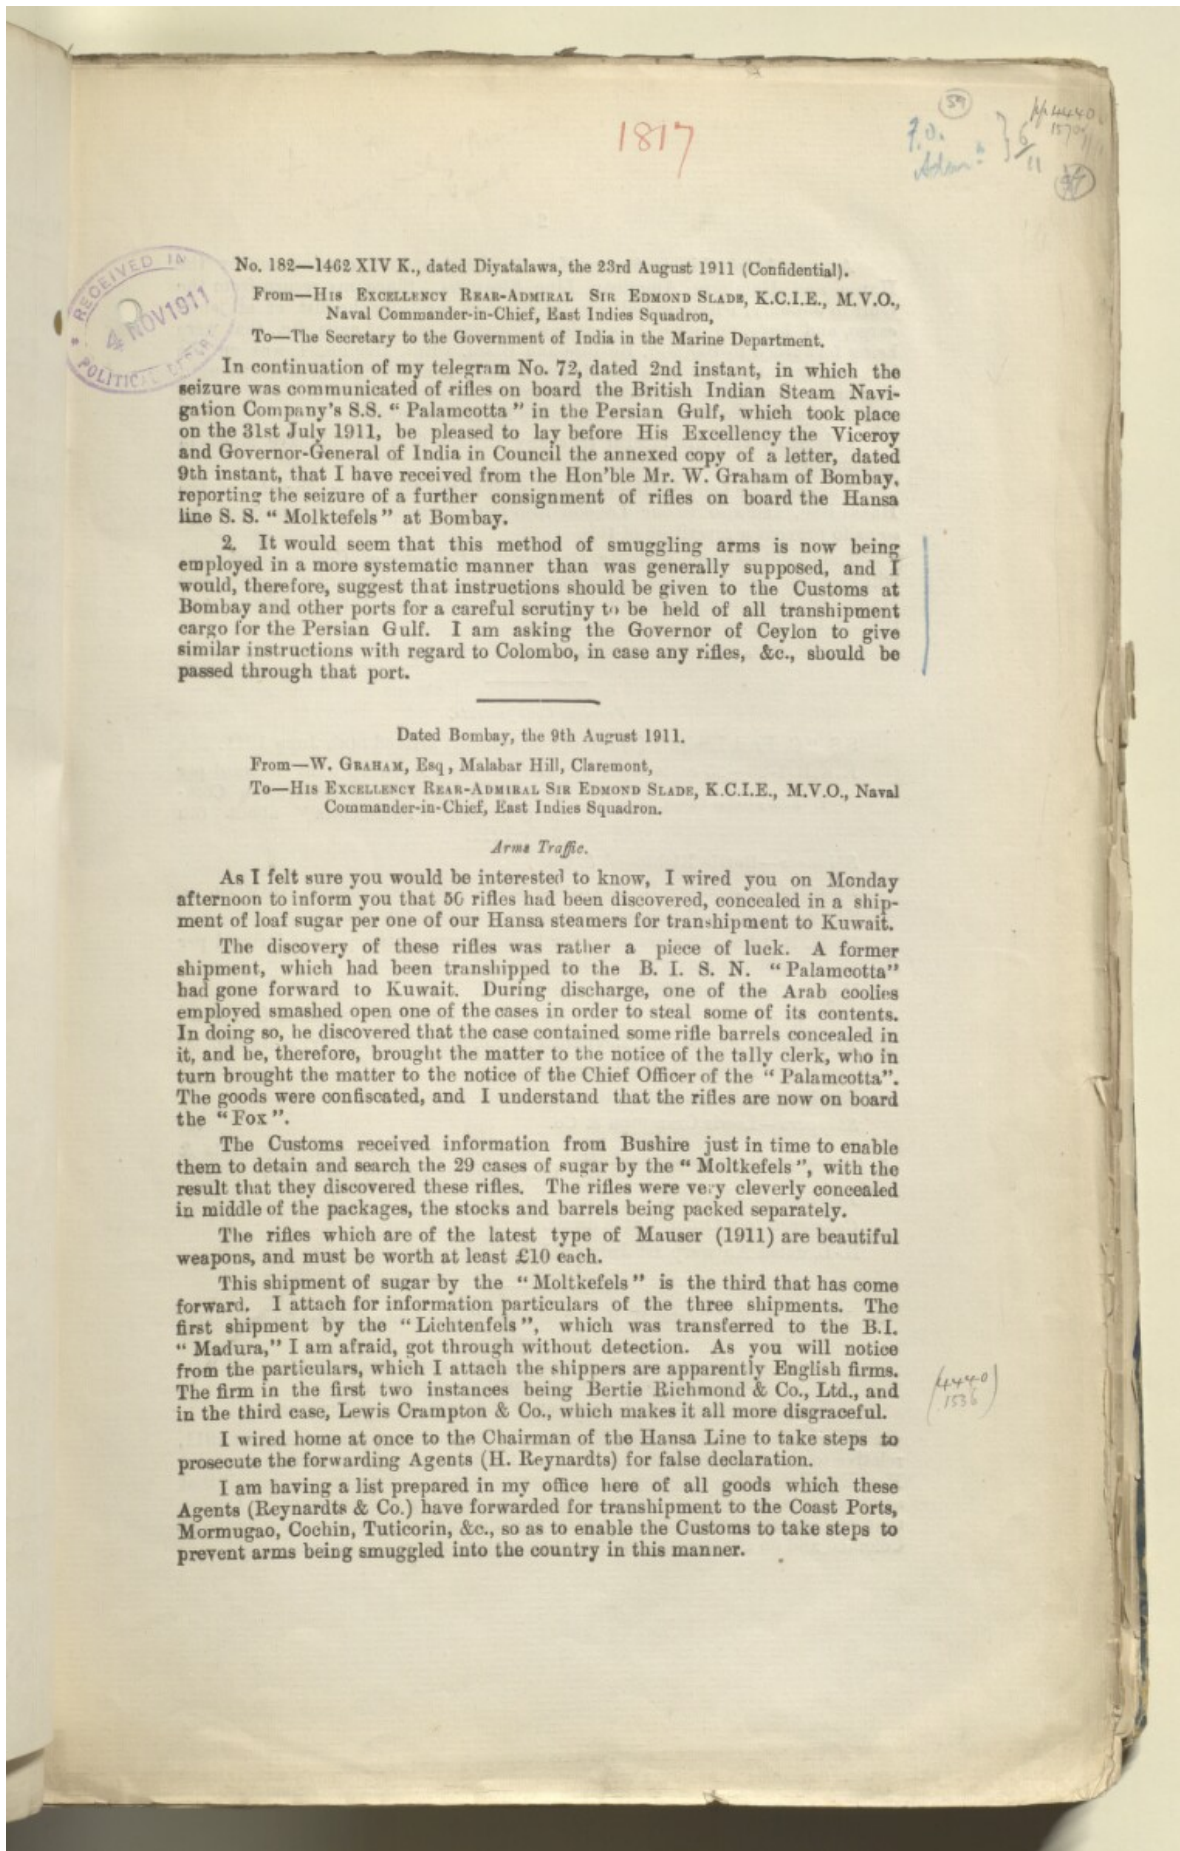 59
1817
F.O.
6/11
4440
1570
No. 182—1462 XIV K., dated Diyatalawa, the 23rd August 1911 (Confidential).
From—His Excellency Rear-Admiral Sir Edmond Slade, K.C.I.E., M.V.O.,
Naval Commander-in-Chief, East Indies Squadron,
To—The Secretary to the Government of India in the Marine Department.
RECEIVED IN
4 NOV 1911
POLITICAL DEPART
In continuation of my telegram No. 72, dated 2nd instant, in which the
seizure was communicated of rifles on board the British Indian Steam Navi-
gation Company's S.S. “ Palamcotta ” in the Persian Gulf, which took place
on the 31st July 1911, be pleased to lay before His Excellency the Viceroy
and Governor-General of India in Council the annexed copy of a letter, dated
9th instant, that I have received from the Hon'ble Mr. W. Graham of Bombay,
reporting the seizure of a further consignment of rifles on board the Hansa
line S. S. “ Molktefels ” at Bombay.
2. It would seem that this method of smuggling arms is now being
employed in a more systematic manner than was generally supposed, and I
would, therefore, suggest that instructions should be given to the Customs at
Bombay and other ports for a careful scrutiny to be held of all transhipment
cargo for the Persian Gulf. I am asking the Governor of Ceylon to give
similar instructions with regard to Colombo, in case any rifles, &c., should be
passed through that port.
Dated Bombay, the 9th August 1911.
From—W. Graham, Esq, Malabar Hill, Claremont,
To—His Excellency Rear-Admiral Sir Edmond Slade, K.C.I.E., M.V.O., Naval
Commander-in-Chief, East Indies Squadron.
Arms Traffic.
As I felt sure you would be interested to know, I wired you on Monday
afternoon to inform you that 50 rifles had been discovered, concealed in a ship-
ment of loaf sugar per one of our Hansa steamers for transhipment to Kuwait.
The discovery of these rifles was rather a piece of luck. A former
shipment, which had been transhipped to the B. I. S. N. “Palamcotta”
had gone forward to Kuwait. During discharge, one of the Arab coolies
employed smashed open one of the cases in order to steal some of its contents.
In doing so, he discovered that the case contained some rifle barrels concealed in
it, and he, therefore, brought the matter to the notice of the tally clerk, who in
turn brought the matter to the notice of the Chief Officer of the “ Palamcotta”.
The goods were confiscated, and I understand that the rifles are now on board
the “Fox”.
The Customs received information from Bushire just in time to enable
them to detain and search the 29 cases of sugar by the “ Moltkefels ”, with the
result that they discovered these rifles. The rifles were very cleverly concealed
in middle of the packages, the stocks and barrels being packed separately.
The rifles which are of the latest type of Mauser (1911) are beautiful
weapons, and must be worth at least £10 each.
This shipment of sugar by the “ Moltkefels” is the third that has come
forward. I attach for information particulars of the three shipments. The
first shipment by the “Lichtenfels”, which was transferred to the B.I.
“ Madura,” I am afraid, got through without detection. As you will notice
from the particulars, which I attach the shippers are apparently English firms.
The firm in the first two instances being Bertie Richmond & Co., Ltd., and
in the third case, Lewis Crampton & Co., which makes it all more disgraceful.
(4440
1536)
I wired home at once to the Chairman of the Hansa Line to take steps to
prosecute the forwarding Agents (H. Reynardts) for false declaration.
I am having a list prepared in my office here of all goods which these
Agents (Reynardts & Co.) have forwarded for transhipment to the Coast Ports,
Mormugao, Cochin, Tuticorin, &c., so as to enable the Customs to take steps to
prevent arms being smuggled into the country in this manner.